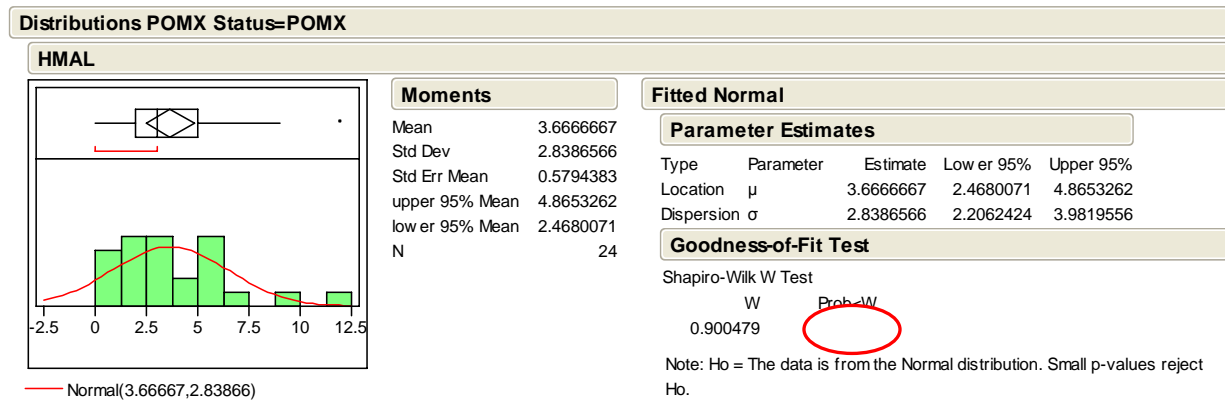 Distributions POMX Status=POMX
HMAL
-2.5 0 2.5 5 7.5 10 12.5
Normal(3.66667,2.83866)
Moments
Mean 3.6666667
Std Dev 2.8386566
Std Err Mean 0.5794383
upper 95% Mean 4.8653262
lower 95% Mean 2.4680071
N 24
Fitted Normal
Parameter Estimates
Type Parameter Estimate Lower 95% Upper 95%
Location μ 3.6666667 2.4680071 4.8653262
Dispersion σ 2.8386566 2.2062424 3.9819556
Goodness-of-Fit Test
Shapiro-Wilk W Test
W Prob<W
0.900479
Note: Ho = The data is from the Normal distribution. Small p-values reject
Ho.